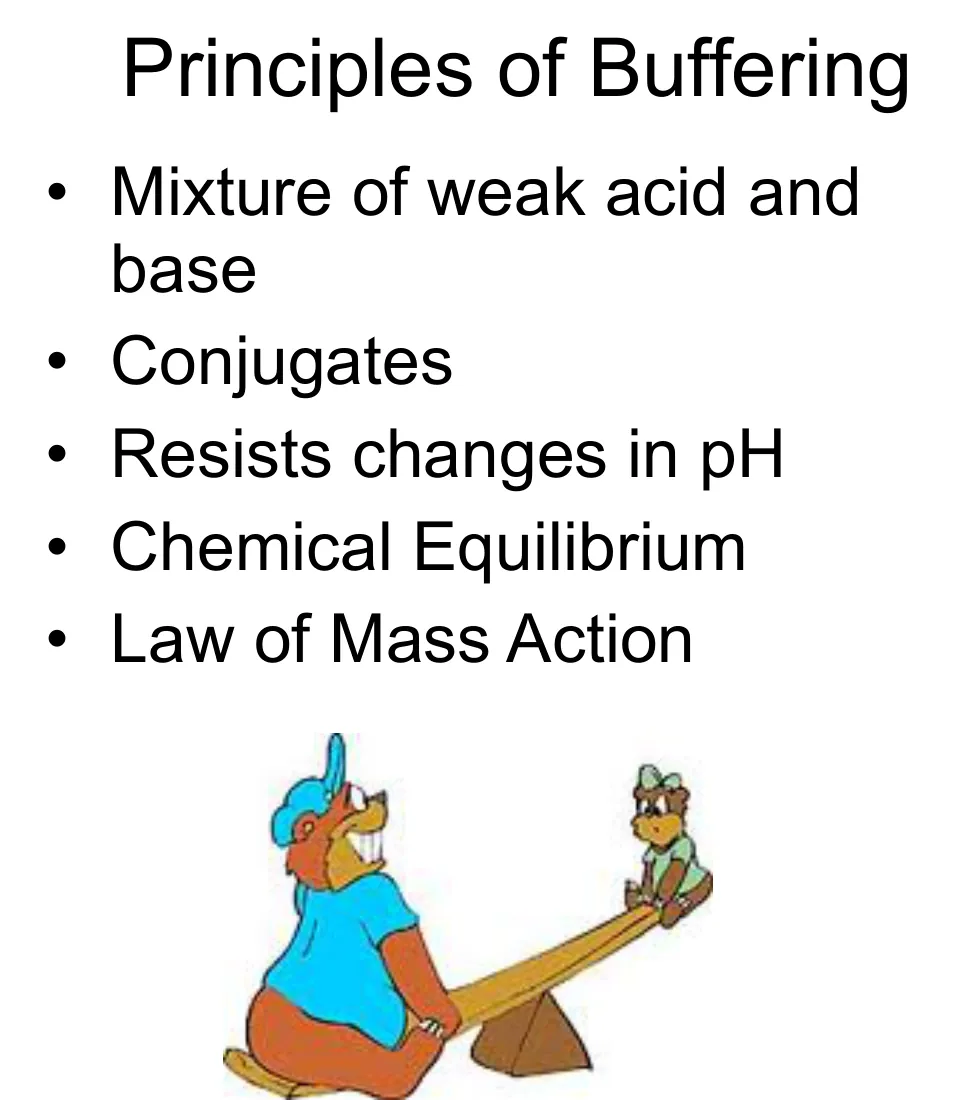 Principles of Buffering
• Mixture of weak acid and
base
• Conjugates
• Resists changes in pH
• Chemical Equilibrium
• Law of Mass Action